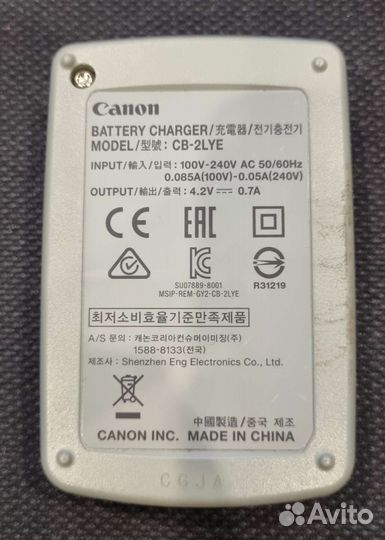 Canon
BATTERY CHARGER/充電器/전기충전기
MODEL/型號: CB-2LYE
INPUT/輸入/입력: 100V-240V AC 50/60Hz
0.085A(100V)-0.05A(240V)
OUTPUT/輸出/출력: 4.2V⎓ 0.7A
CE EAC
SU07889-8001
MSIP-REM-GY2-CB-2LYE
R31219
최저소비효율기준만족제품
A/S 문의 : 캐논코리아컨슈머이미징(주)
1588-8133(전국)
제조사 : Shenzhen Eng Electronics Co., Ltd.
中國製造/중국 제조
CANON INC. MADE IN CHINA
CGJA
Avito